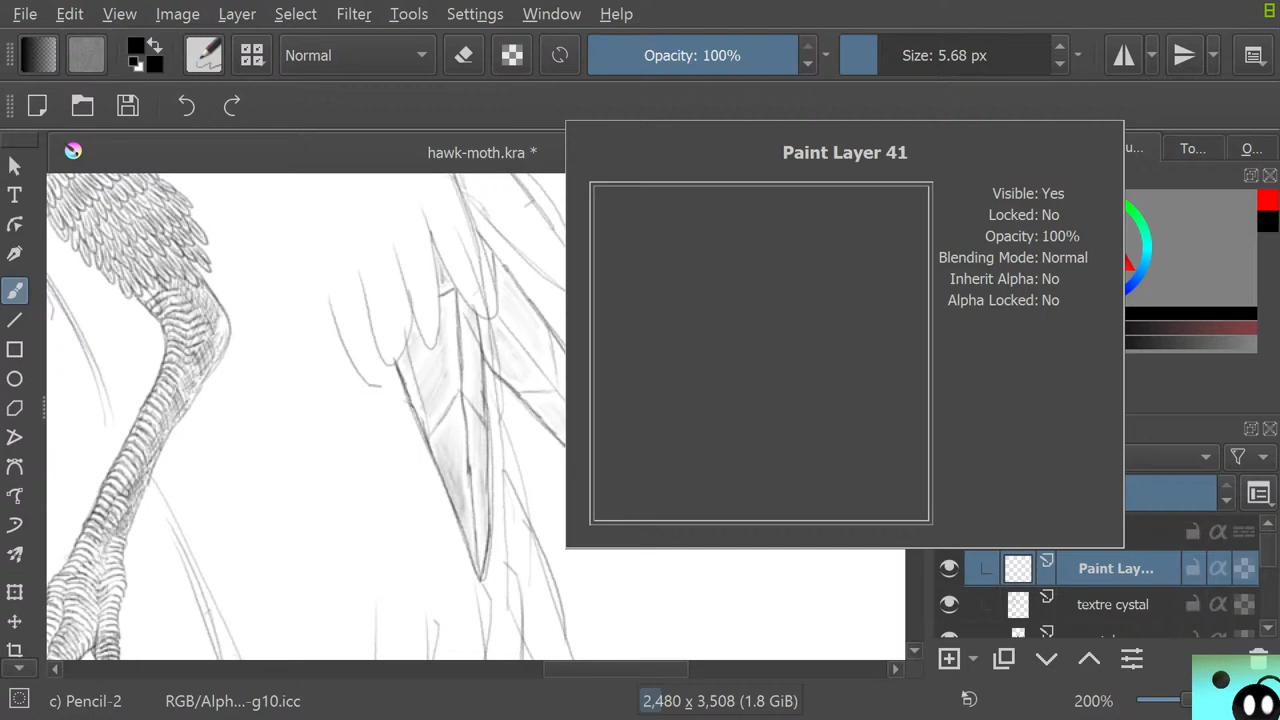 File Edit View Image Layer Select Filter Tools Settings Window Help
Normal Opacity: 100% Size: 5.68 px
hawk-moth.kra *
To... O...
Paint Layer 41
Visible: Yes
Locked: No
Opacity: 100%
Blending Mode: Normal
Inherit Alpha: No
Alpha Locked: No
Paint Lay...
textre cystal
c) Pencil-2 RGB/Alph...-g10.icc 2,480 x 3,508 (1.8 GiB) 200%